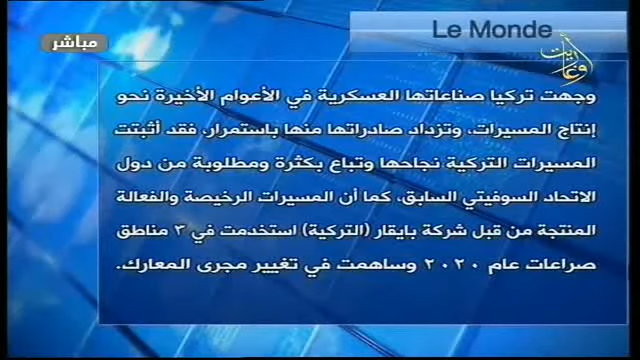 Le Monde
مباشر
وجهت تركيا صناعاتها العسكرية في الأعوام الأخيرة نحو
إنتاج المسيرات، وتزداد صادراتها منها باستمرار، فقد أثبتت
المسيرات التركية نجاحها وتباع بكثرة ومطلوبة من دول
الاتحاد السوفيتي السابق، كما أن المسيرات الرخيصة والفعالة
المنتجة من قبل شركة بايقار (التركية) استخدمت في ٣ مناطق
صراعات عام ٢٠٢٠ وساهمت في تغيير مجرى المعارك.